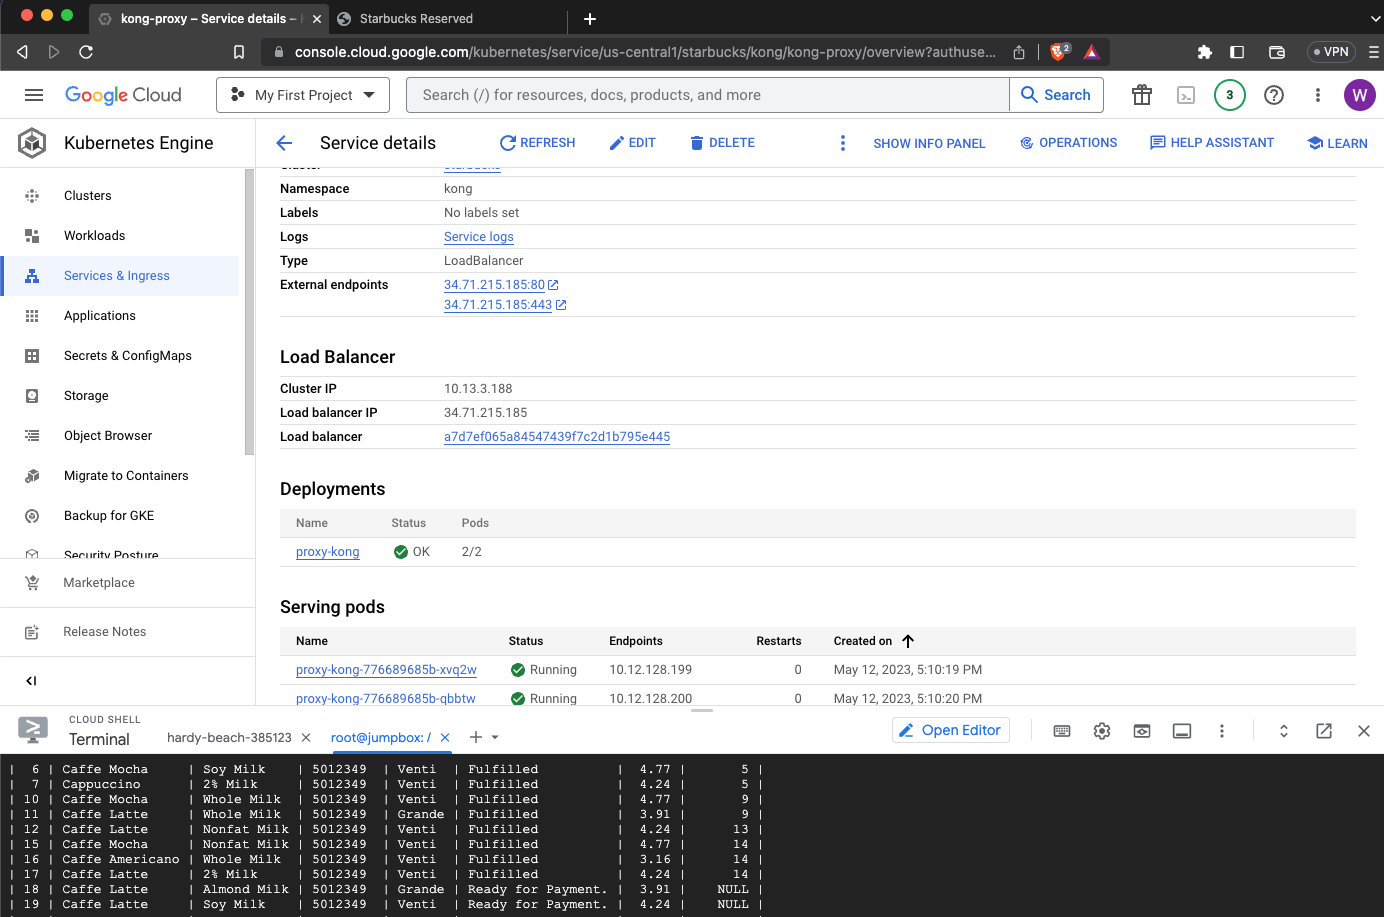 kong-proxy – Service details –
Starbucks Reserved
console.cloud.google.com/kubernetes/service/us-central1/starbucks/kong/kong-proxy/overview?authuse...
2
VPN
Google Cloud
My First Project
Search (/) for resources, docs, products, and more
Search
3
W
Kubernetes Engine
Service details
REFRESH
EDIT
DELETE
SHOW INFO PANEL
OPERATIONS
HELP ASSISTANT
LEARN
Clusters
Workloads
Services & Ingress
Applications
Secrets & ConfigMaps
Storage
Object Browser
Migrate to Containers
Backup for GKE
Security Posture
Marketplace
Release Notes
Cluster starbucks
Namespace kong
Labels No labels set
Logs Service logs
Type LoadBalancer
External endpoints 34.71.215.185:80
34.71.215.185:443
Load Balancer
Cluster IP 10.13.3.188
Load balancer IP 34.71.215.185
Load balancer a7d7ef065a84547439f7c2d1b795e445
Deployments
Name Status Pods
proxy-kong OK 2/2
Serving pods
Name Status Endpoints Restarts Created on
proxy-kong-776689685b-xvq2w Running 10.12.128.199 0 May 12, 2023, 5:10:19 PM
proxy-kong-776689685b-qbbtw Running 10.12.128.200 0 May 12, 2023, 5:10:20 PM
CLOUD SHELL
Terminal
hardy-beach-385123
root@jumpbox: /
Open Editor
| 6 | Caffe Mocha | Soy Milk | 5012349 | Venti | Fulfilled | 4.77 | 5 |
| 7 | Cappuccino | 2% Milk | 5012349 | Venti | Fulfilled | 4.24 | 5 |
| 10 | Caffe Mocha | Whole Milk | 5012349 | Venti | Fulfilled | 4.77 | 9 |
| 11 | Caffe Latte | Whole Milk | 5012349 | Grande | Fulfilled | 3.91 | 9 |
| 12 | Caffe Latte | Nonfat Milk | 5012349 | Venti | Fulfilled | 4.24 | 13 |
| 15 | Caffe Mocha | Nonfat Milk | 5012349 | Venti | Fulfilled | 4.77 | 14 |
| 16 | Caffe Americano | Whole Milk | 5012349 | Venti | Fulfilled | 3.16 | 14 |
| 17 | Caffe Latte | 2% Milk | 5012349 | Venti | Fulfilled | 4.24 | 14 |
| 18 | Caffe Latte | Almond Milk | 5012349 | Grande | Ready for Payment. | 3.91 | NULL |
| 19 | Caffe Latte | Soy Milk | 5012349 | Venti | Ready for Payment. | 4.24 | NULL |